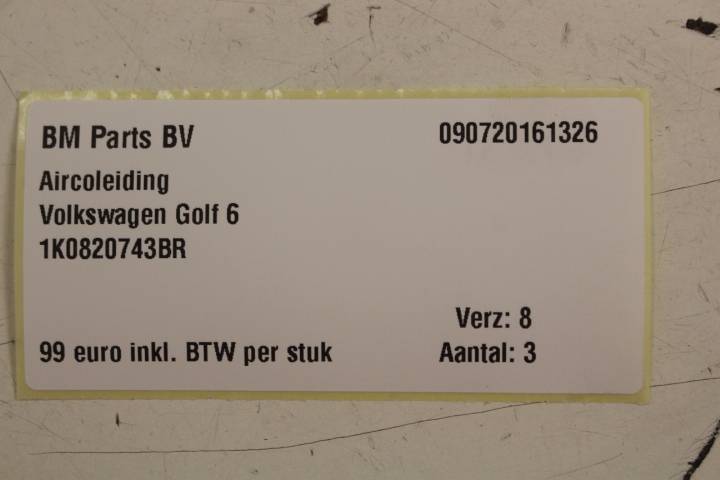 BM Parts BV 090720161326
Aircoleiding
Volkswagen Golf 6
1K0820743BR
Verz: 8
99 euro inkl. BTW per stuk Aantal: 3